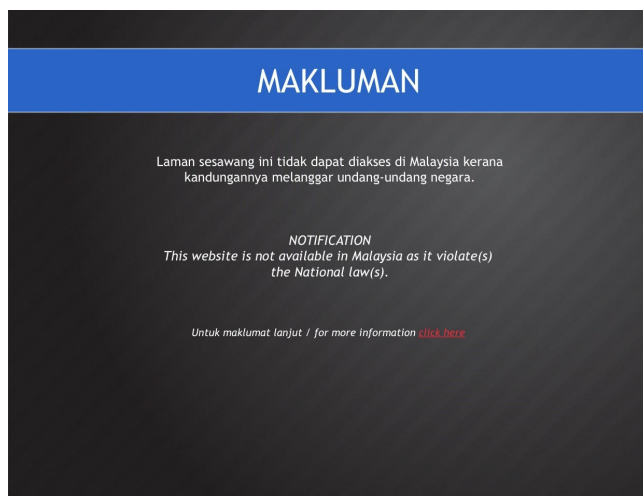 MAKLUMAN
Laman sesawang ini tidak dapat diakses di Malaysia kerana
kandungannya melanggar undang-undang negara.
NOTIFICATION
This website is not available in Malaysia as it violate(s)
the National law(s).
Untuk maklumat lanjut / for more information click here